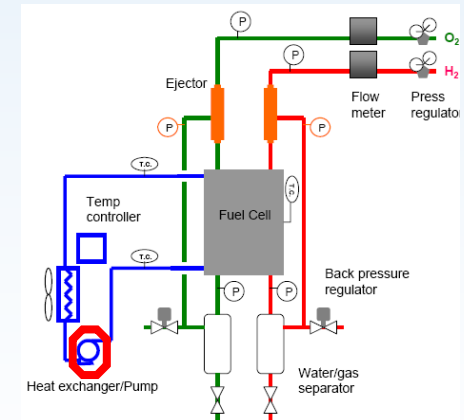 P
O₂
P
H₂
Ejector
Flow
meter
Press
regulator
P
P
T.C.
Temp
controller
Fuel Cell
T.C.
T.C.
P
P
Back pressure
regulator
Heat exchanger/Pump
Water/gas
separator